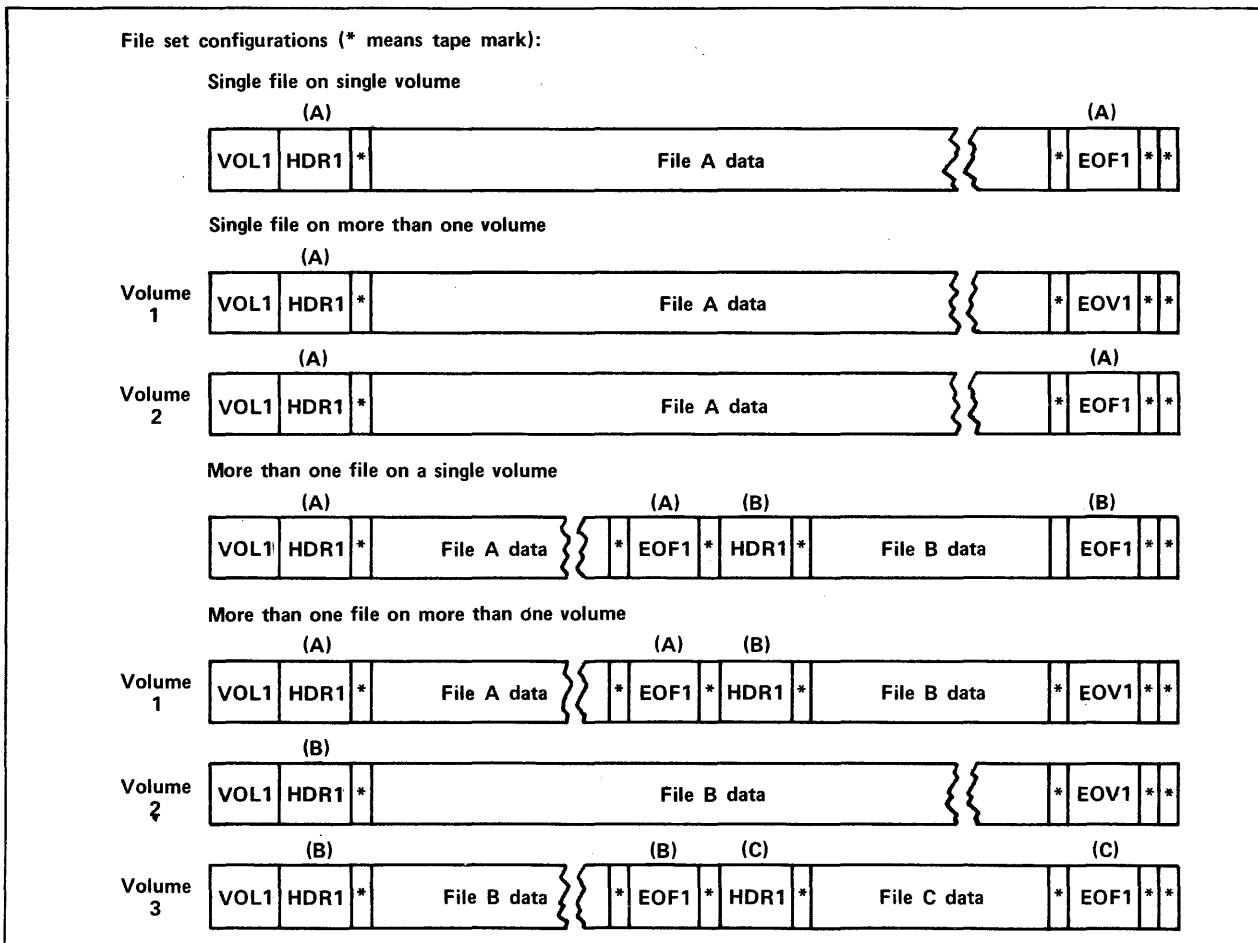 File set configurations (* means tape mark):
Single file on single volume
(A) (A)
VOL1 HDR1 * File A data * EOF1 * *
Single file on more than one volume
(A)
Volume 1 VOL1 HDR1 * File A data * EOV1 * *
(A) (A)
Volume 2 VOL1 HDR1 * File A data * EOF1 * *
More than one file on a single volume
(A) (A) (B) (B)
VOL1 HDR1 * File A data * EOF1 * HDR1 * File B data EOF1 * *
More than one file on more than one volume
(A) (A) (B)
Volume 1 VOL1 HDR1 * File A data * EOF1 * HDR1 * File B data * EOV1 * *
(B)
Volume 2 VOL1 HDR1 * File B data * EOV1 * *
(B) (B) (C) (C)
Volume 3 VOL1 HDR1 * File B data * EOF1 * HDR1 * File C data * EOF1 * *